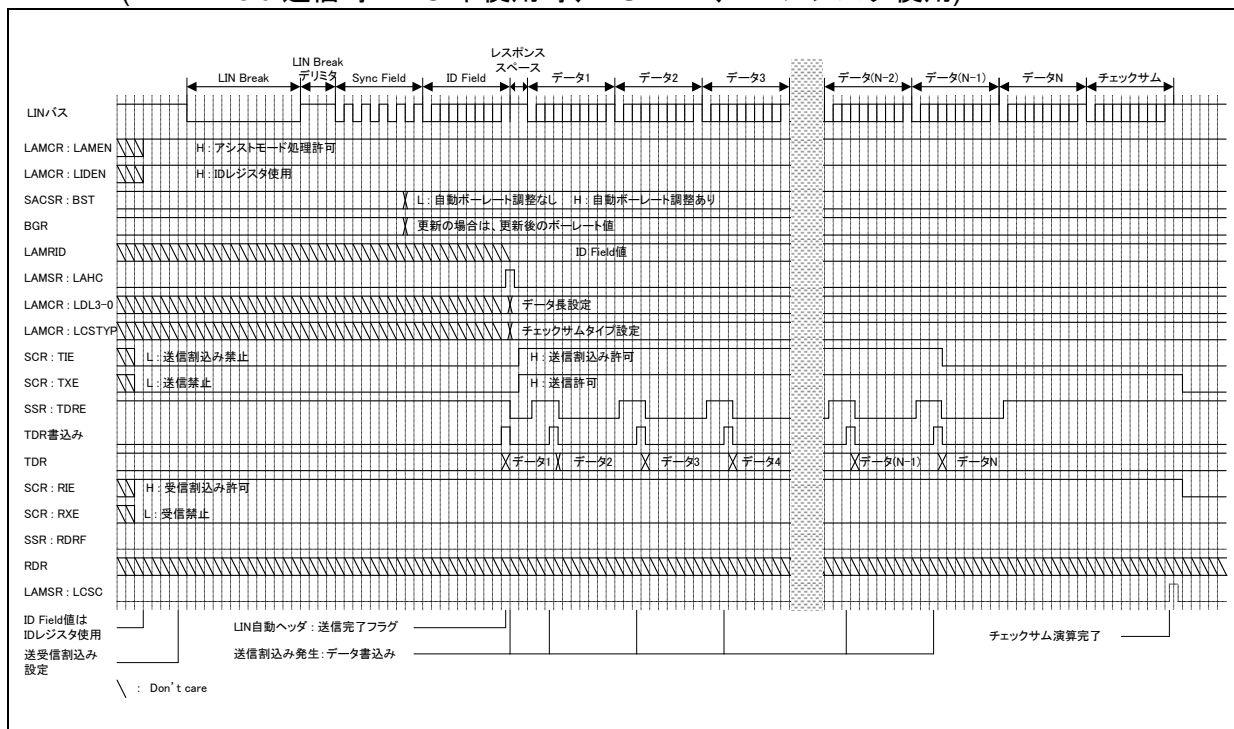 LIN Break
LIN Break
デリミタ
Sync Field
ID Field
レスポンス
スペース
データ1
データ2
データ3
データ(N-2)
データ(N-1)
データN
チェックサム
LINバス
LAMCR : LAMEN
H : アシストモード処理許可
LAMCR : LIDEN
H : IDレジスタ使用
SACSR : BST
L : 自動ボーレート調整なし H : 自動ボーレート調整あり
BGR
更新の場合は、更新後のボーレート値
LAMRID
ID Field値
LAMSR : LAHC
LAMCR : LDL3-0
データ長設定
LAMCR : LCSTYP
チェックサムタイプ設定
SCR : TIE
L : 送信割込み禁止
H : 送信割込み許可
SCR : TXE
L : 送信禁止
H : 送信許可
SSR : TDRE
TDR書込み
TDR
データ1
データ2
データ3
データ4
データ(N-1)
データN
SCR : RIE
H : 受信割込み許可
SCR : RXE
L : 受信禁止
SSR : RDRF
RDR
LAMSR : LCSC
ID Field値は
IDレジスタ使用
LIN自動ヘッダ : 送信完了フラグ
チェックサム演算完了
送受信割込み
設定
送信割込み発生 : データ書込み
: Don't care